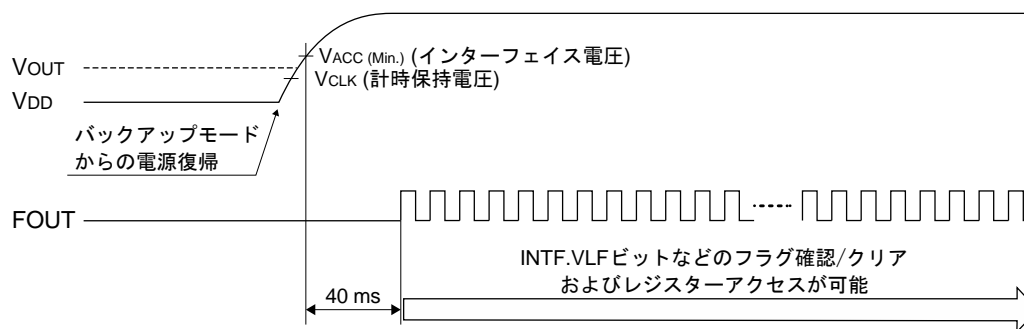 VACC (Min.) (インターフェイス電圧)
VOUT
VCLK (計時保持電圧)
VDD
バックアップモード
からの電源復帰
FOUT
INTF.VLFビットなどのフラグ確認/クリア
およびレジスターアクセスが可能
40 ms